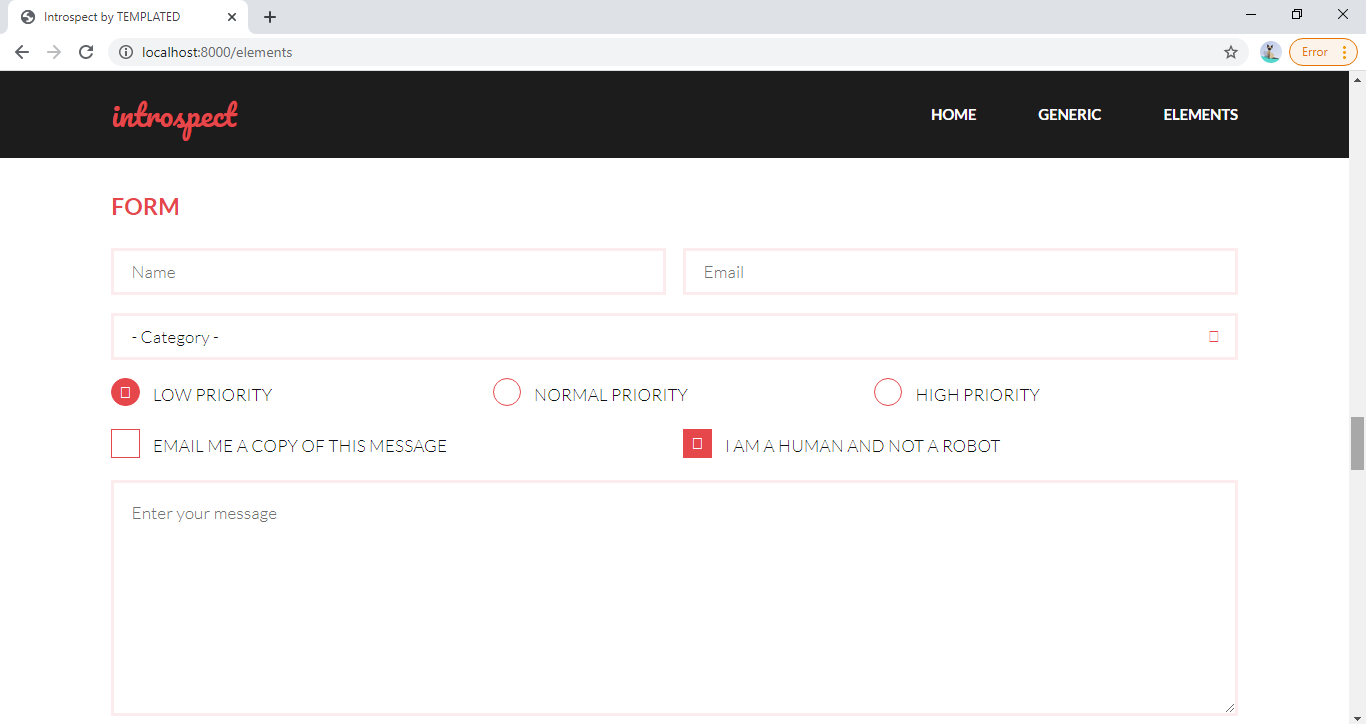 Introspect by TEMPLATED
localhost:8000/elements
Error
introspect
HOME GENERIC ELEMENTS
FORM
Name Email
- Category -
LOW PRIORITY NORMAL PRIORITY HIGH PRIORITY
EMAIL ME A COPY OF THIS MESSAGE I AM A HUMAN AND NOT A ROBOT
Enter your message